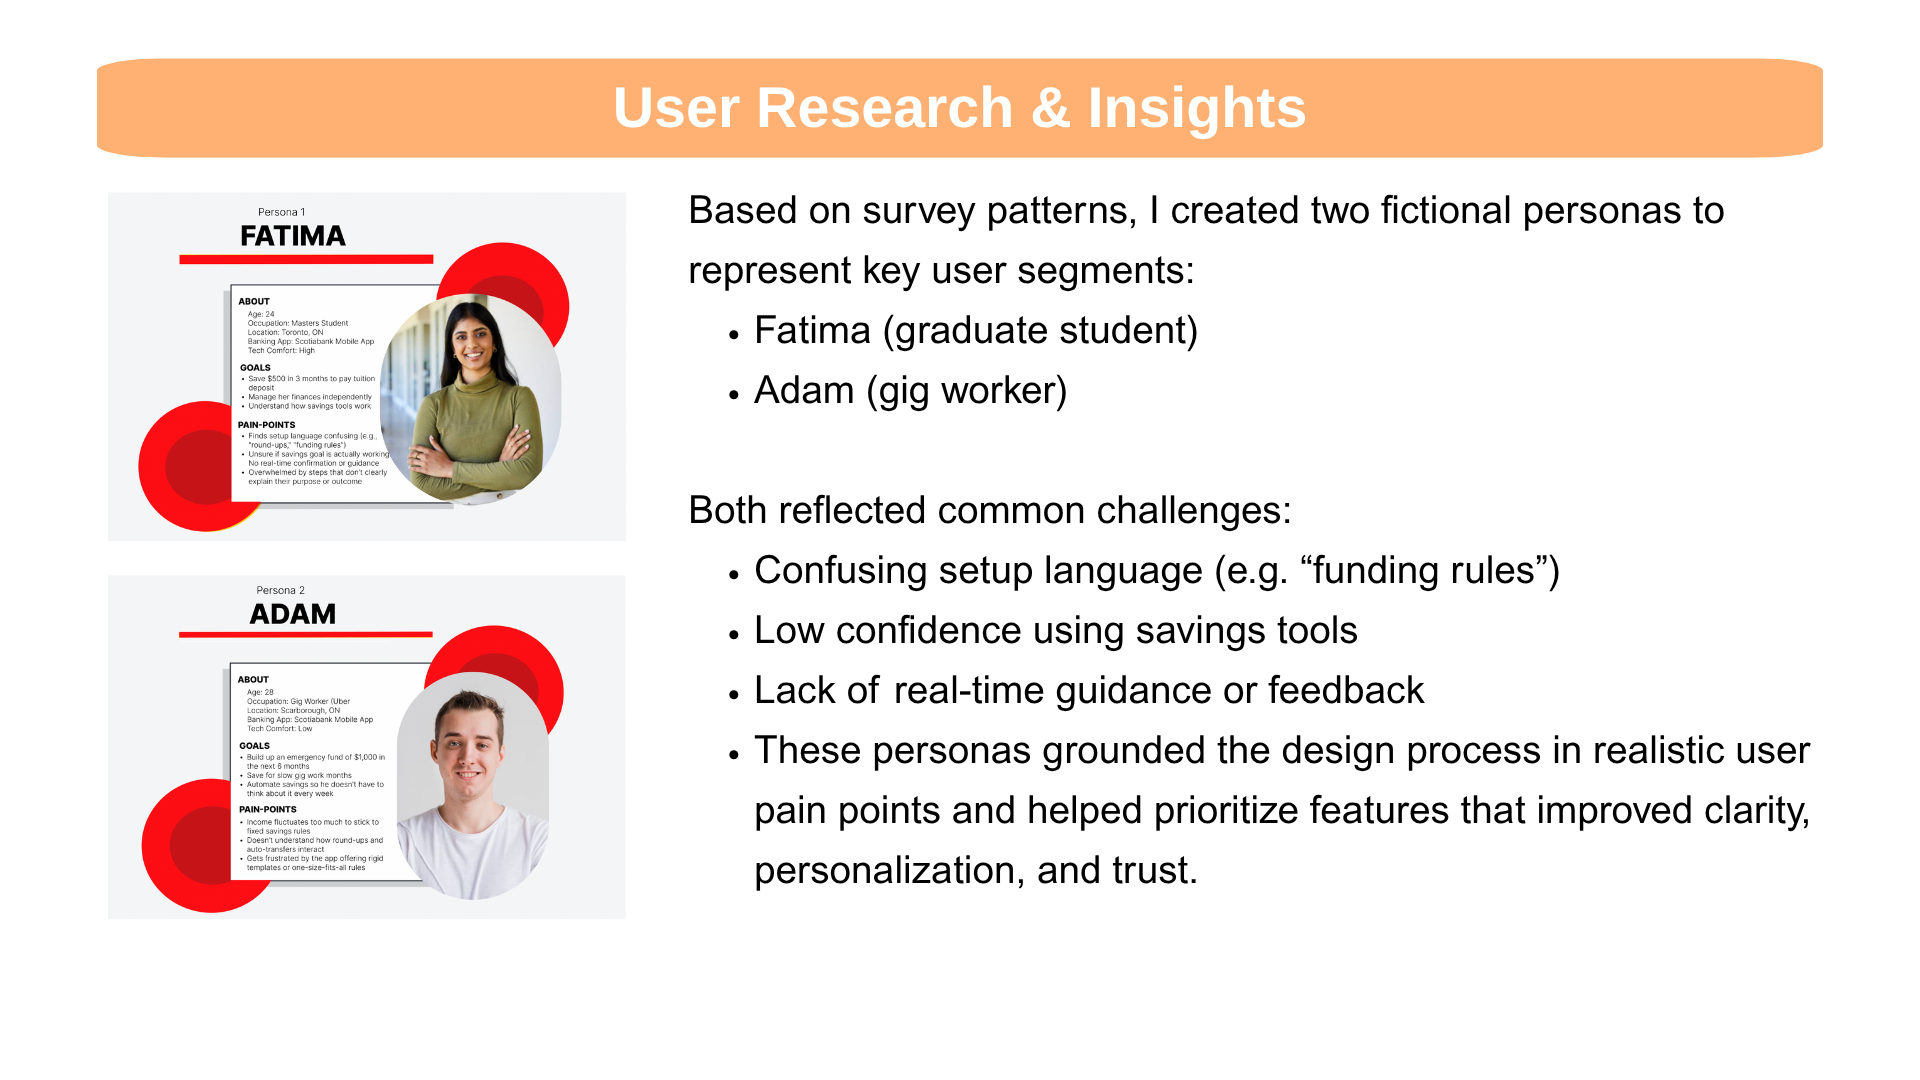 User Research & Insights
Persona 1
FATIMA
ABOUT
Age: 24
Occupation: Masters Student
Location: Toronto, ON
Banking App: Scotiabank Mobile App
Tech Comfort: High
GOALS
• Save $500 in 3 months to pay tuition
deposit
• Manage her finances independently
• Understand how savings tools work
PAIN-POINTS
• Finds setup language confusing (e.g.,
"round-ups," "funding rules")
• Unsure if savings goal is actually working
No real-time confirmation or guidance
• Overwhelmed by steps that don't clearly
explain their purpose or outcome
Persona 2
ADAM
ABOUT
Age: 28
Occupation: Gig Worker (Uber
Location: Scarborough, ON
Banking App: Scotiabank Mobile App
Tech Comfort: Low
GOALS
• Build up an emergency fund of $1,000 in
the next 6 months
• Save for slow gig work months
• Automate savings so he doesn't have to
think about it every week
PAIN-POINTS
• Income fluctuates too much to stick to
fixed savings rules
• Doesn't understand how round-ups and
auto-transfers interact
• Gets frustrated by the app offering rigid
templates or one-size-fits-all rules
Based on survey patterns, I created two fictional personas to
represent key user segments:
• Fatima (graduate student)
• Adam (gig worker)
Both reflected common challenges:
• Confusing setup language (e.g. “funding rules”)
• Low confidence using savings tools
• Lack of real-time guidance or feedback
• These personas grounded the design process in realistic user
pain points and helped prioritize features that improved clarity,
personalization, and trust.